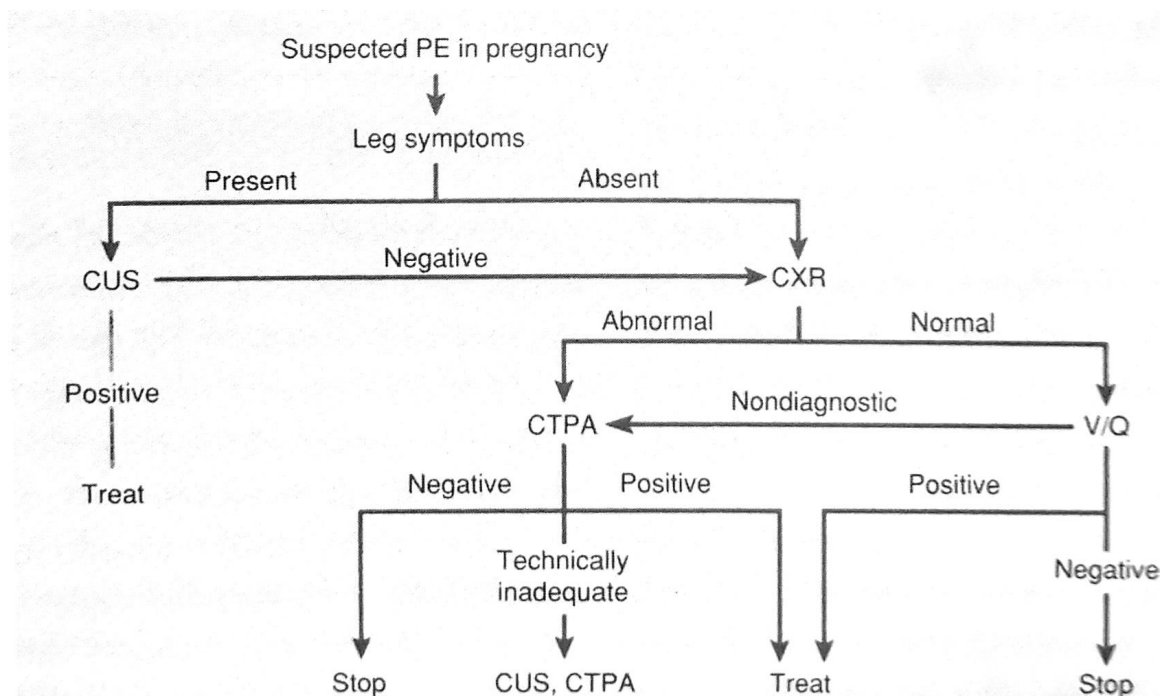 Suspected PE in pregnancy
Leg symptoms
Present
Absent
CUS
Negative
CXR
Abnormal
Normal
Positive
CTPA
Nondiagnostic
V/Q
Treat
Negative
Positive
Positive
Technically
inadequate
Negative
Stop
CUS, CTPA
Treat
Stop